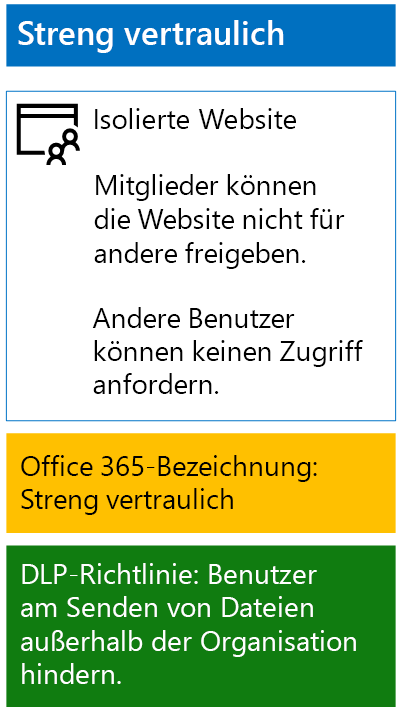 Streng vertraulich
Isolierte Website
Mitglieder können
die Website nicht für
andere freigeben.
Andere Benutzer
können keinen Zugriff
anfordern.
Office 365-Bezeichnung:
Streng vertraulich
DLP-Richtlinie: Benutzer
am Senden von Dateien
außerhalb der Organisation
hindern.